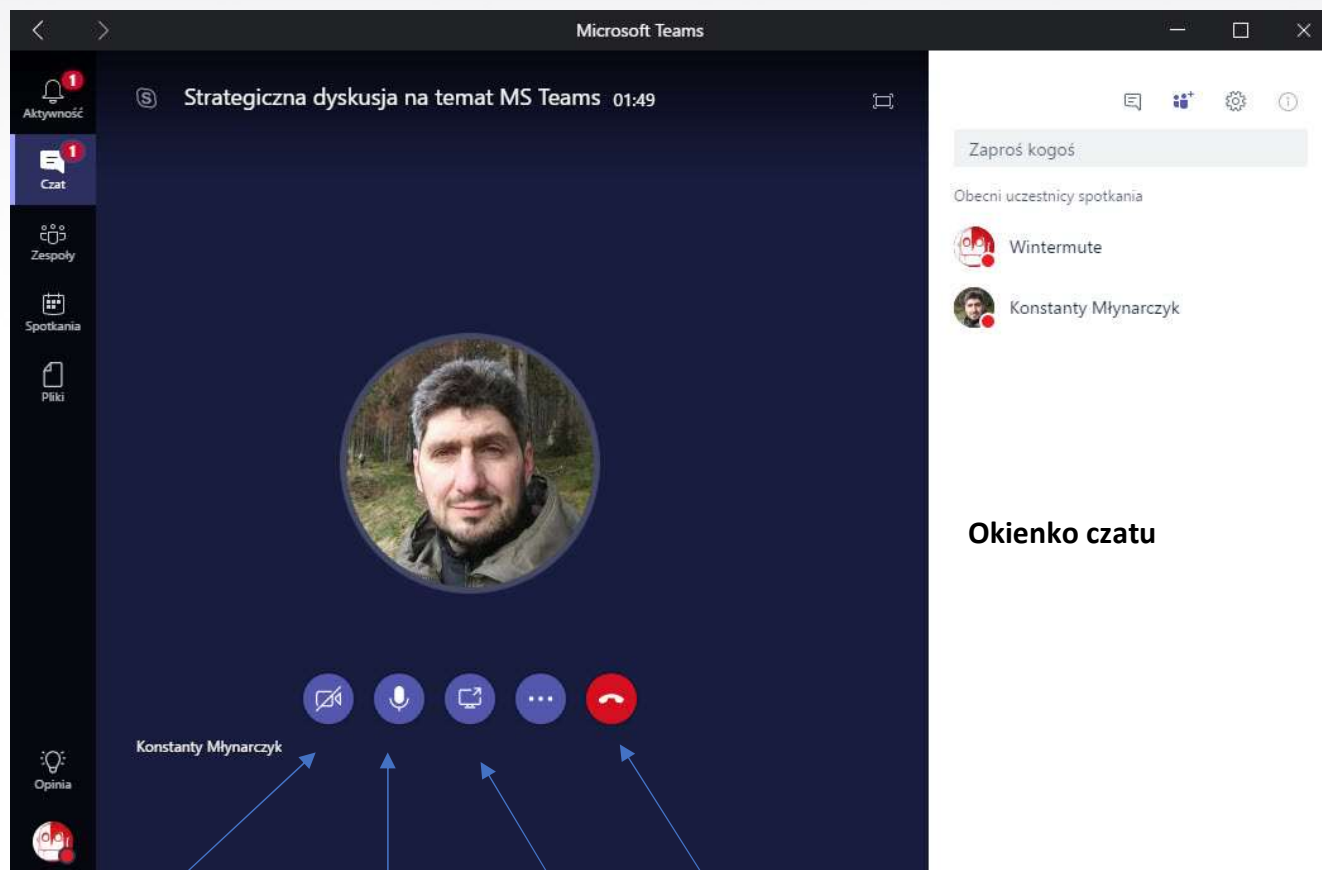 Microsoft Teams
1
Aktywność
Strategiczna dyskusja na temat MS Teams 01:49
1
Czat
Zespoły
Spotkania
Pliki
Konstanty Młynarczyk
Opinia
Zaproś kogoś
Obecni uczestnicy spotkania
Wintermute
Konstanty Młynarczyk
Okienko czatu